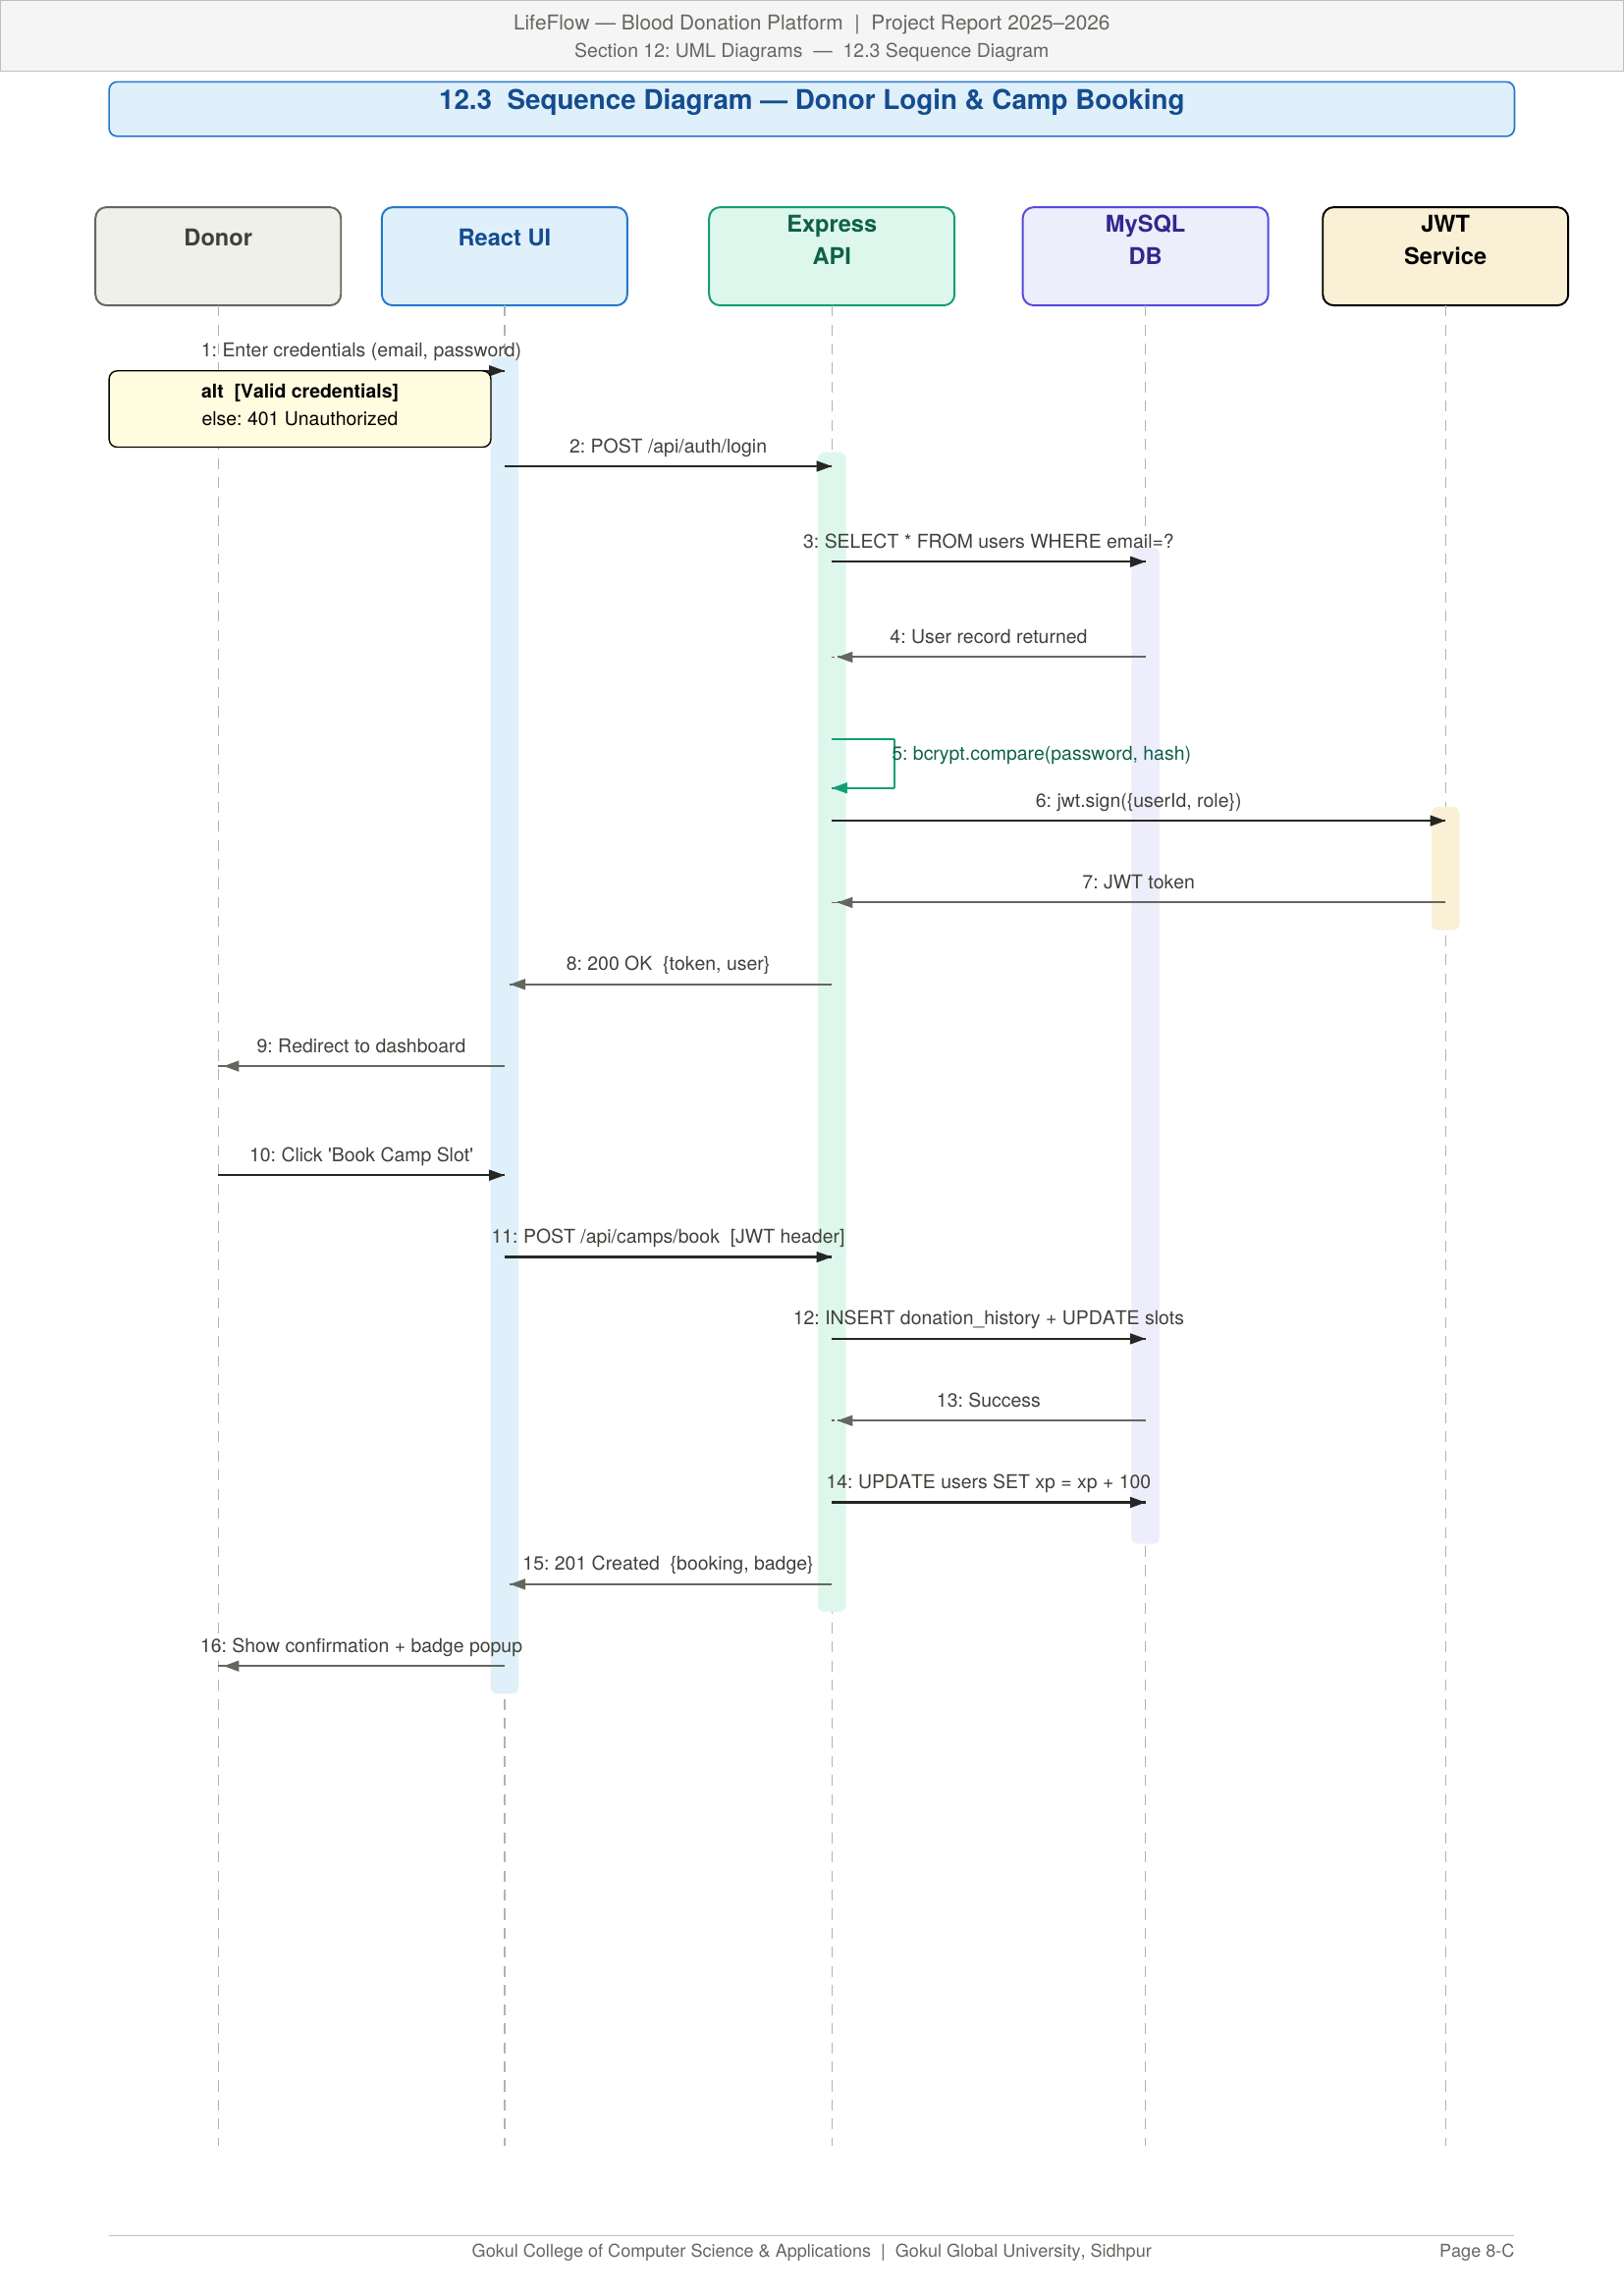 LifeFlow — Blood Donation Platform | Project Report 2025–2026
Section 12: UML Diagrams — 12.3 Sequence Diagram
12.3 Sequence Diagram — Donor Login & Camp Booking
Donor
React UI
Express
API
MySQL
DB
JWT
Service
1: Enter credentials (email, password)
alt [Valid credentials]
else: 401 Unauthorized
2: POST /api/auth/login
3: SELECT * FROM users WHERE email=?
4: User record returned
5: bcrypt.compare(password, hash)
6: jwt.sign({userId, role})
7: JWT token
8: 200 OK {token, user}
9: Redirect to dashboard
10: Click 'Book Camp Slot'
11: POST /api/camps/book [JWT header]
12: INSERT donation_history + UPDATE slots
13: Success
14: UPDATE users SET xp = xp + 100
15: 201 Created {booking, badge}
16: Show confirmation + badge popup
Gokul College of Computer Science & Applications | Gokul Global University, Sidhpur
Page 8-C